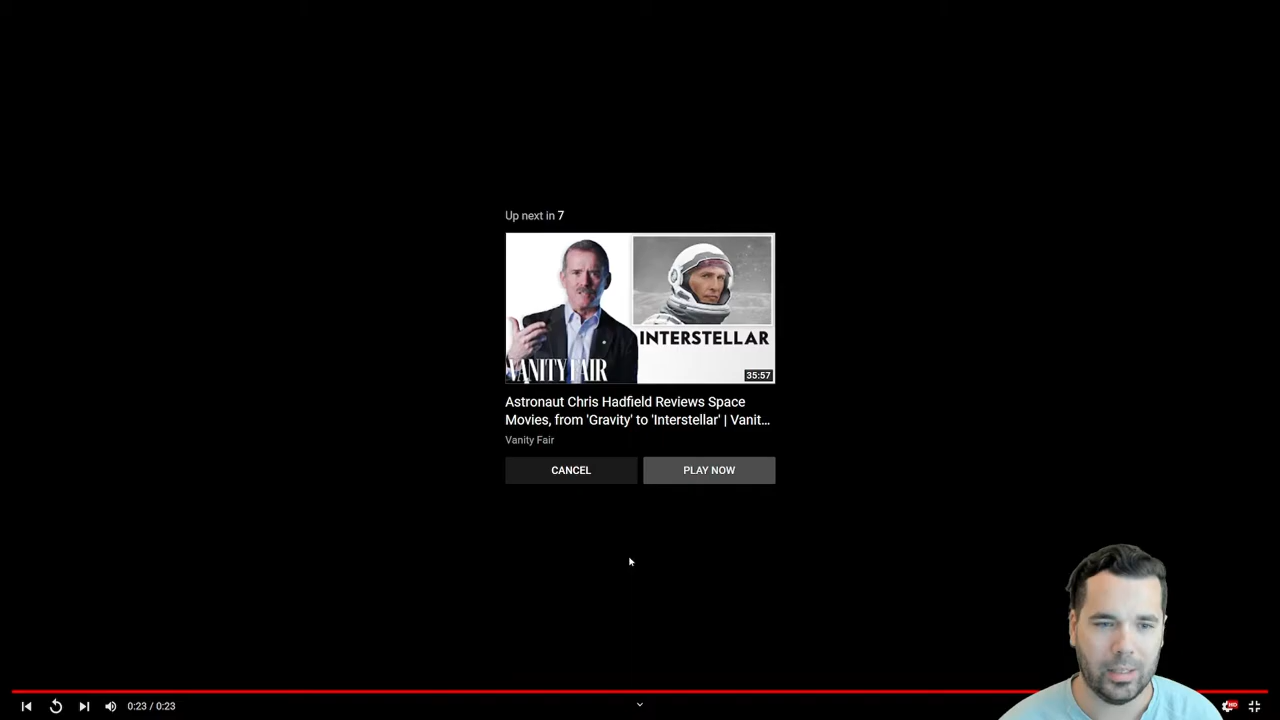 Up next in 7
INTERSTELLAR
VANITY FAIR
35:57
Astronaut Chris Hadfield Reviews Space
Movies, from 'Gravity' to 'Interstellar' | Vanit...
Vanity Fair
CANCEL
PLAY NOW
0:23 / 0:23
HD